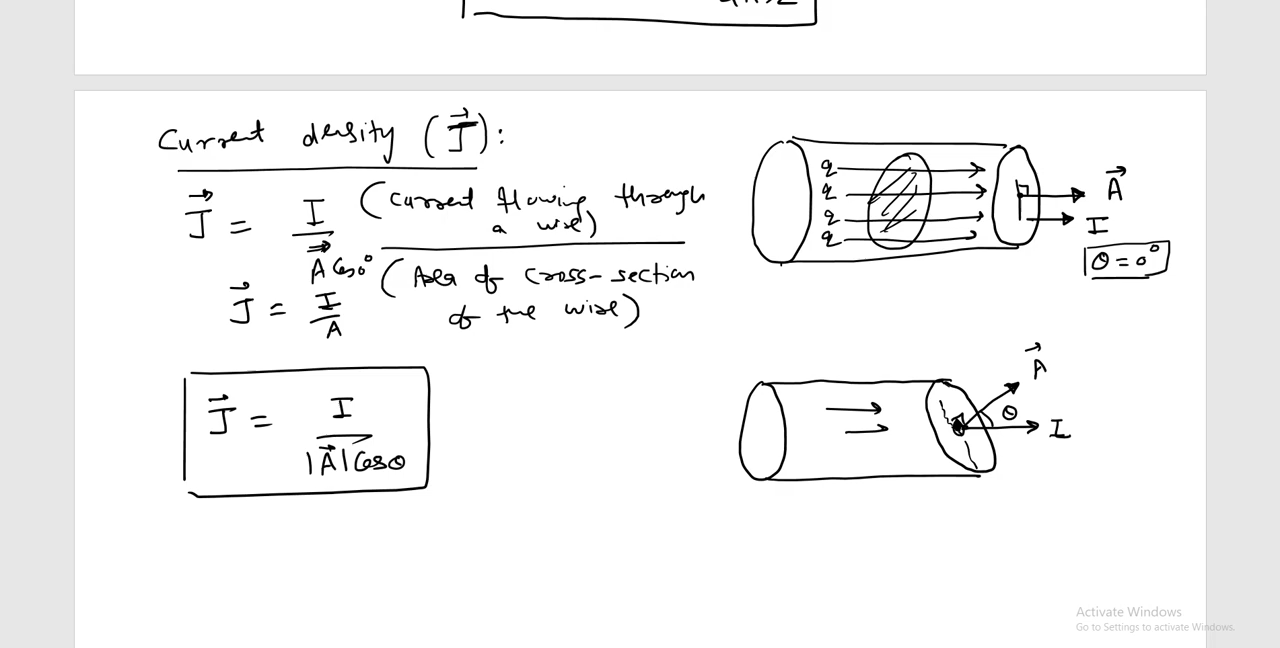 Current density (J⃗):
J⃗ = I / A⃗ Cos0° (Current flowing through a wire) / (Area of cross-section of the wire)
J⃗ = I / A
J⃗ = I / |A⃗| Cosθ
q
q
q
q
A⃗
I
θ = 0°
A⃗
θ
I
Activate Windows
Go to Settings to activate Windows.